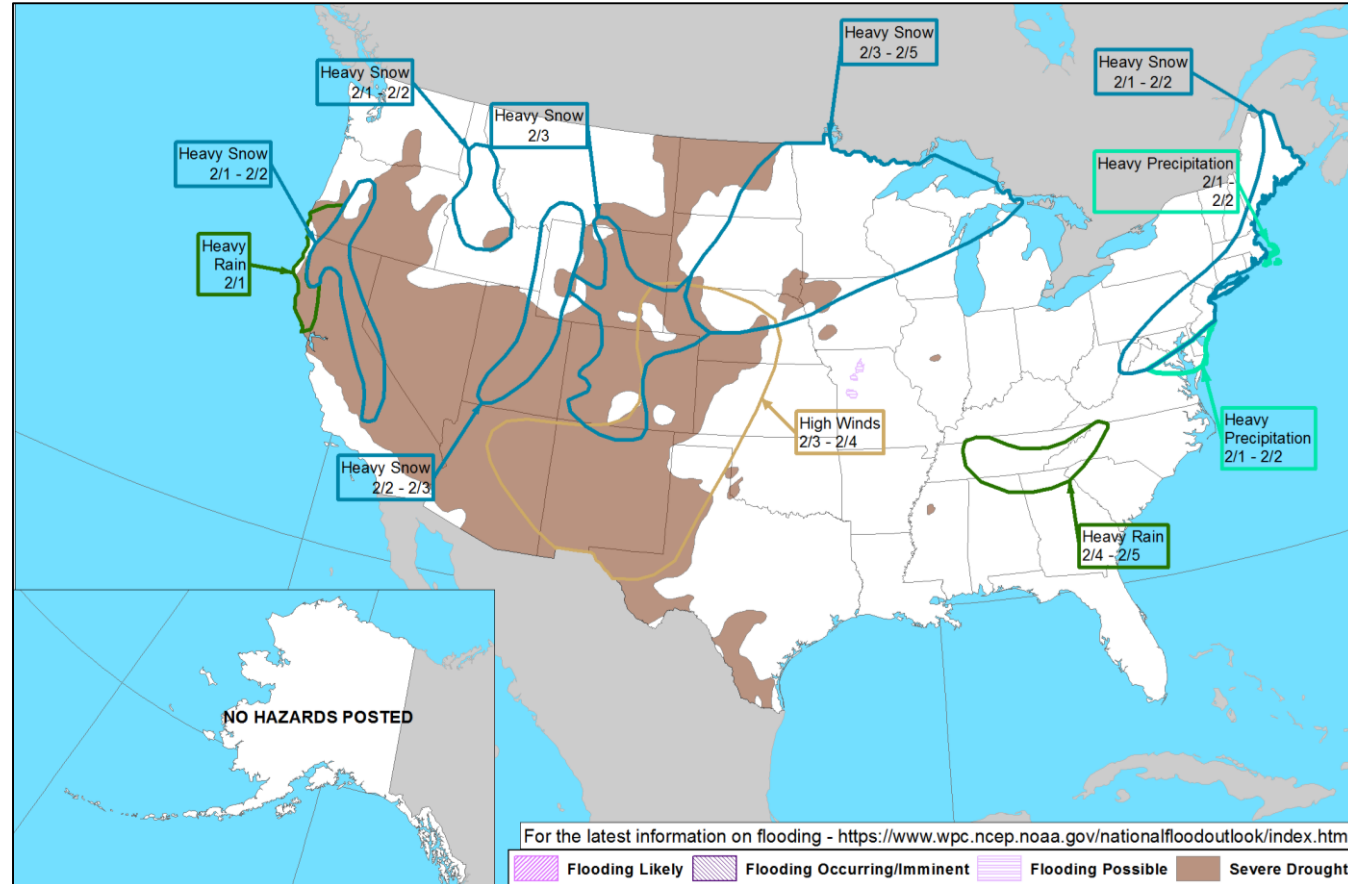 Heavy Snow
2/3 - 2/5
Heavy Snow
2/1 - 2/2
Heavy Snow
2/1 - 2/2
Heavy Snow
2/3
Heavy Snow
2/1 - 2/2
Heavy Precipitation
2/1 -
2/2
Heavy
Rain
2/1
High Winds
2/3 - 2/4
Heavy
Precipitation
2/1 - 2/2
Heavy Snow
2/2 - 2/3
Heavy Rain
2/4 - 2/5
NO HAZARDS POSTED
For the latest information on flooding - https://www.wpc.ncep.noaa.gov/nationalfloodoutlook/index.htm
Flooding Likely Flooding Occurring/Imminent Flooding Possible Severe Drought